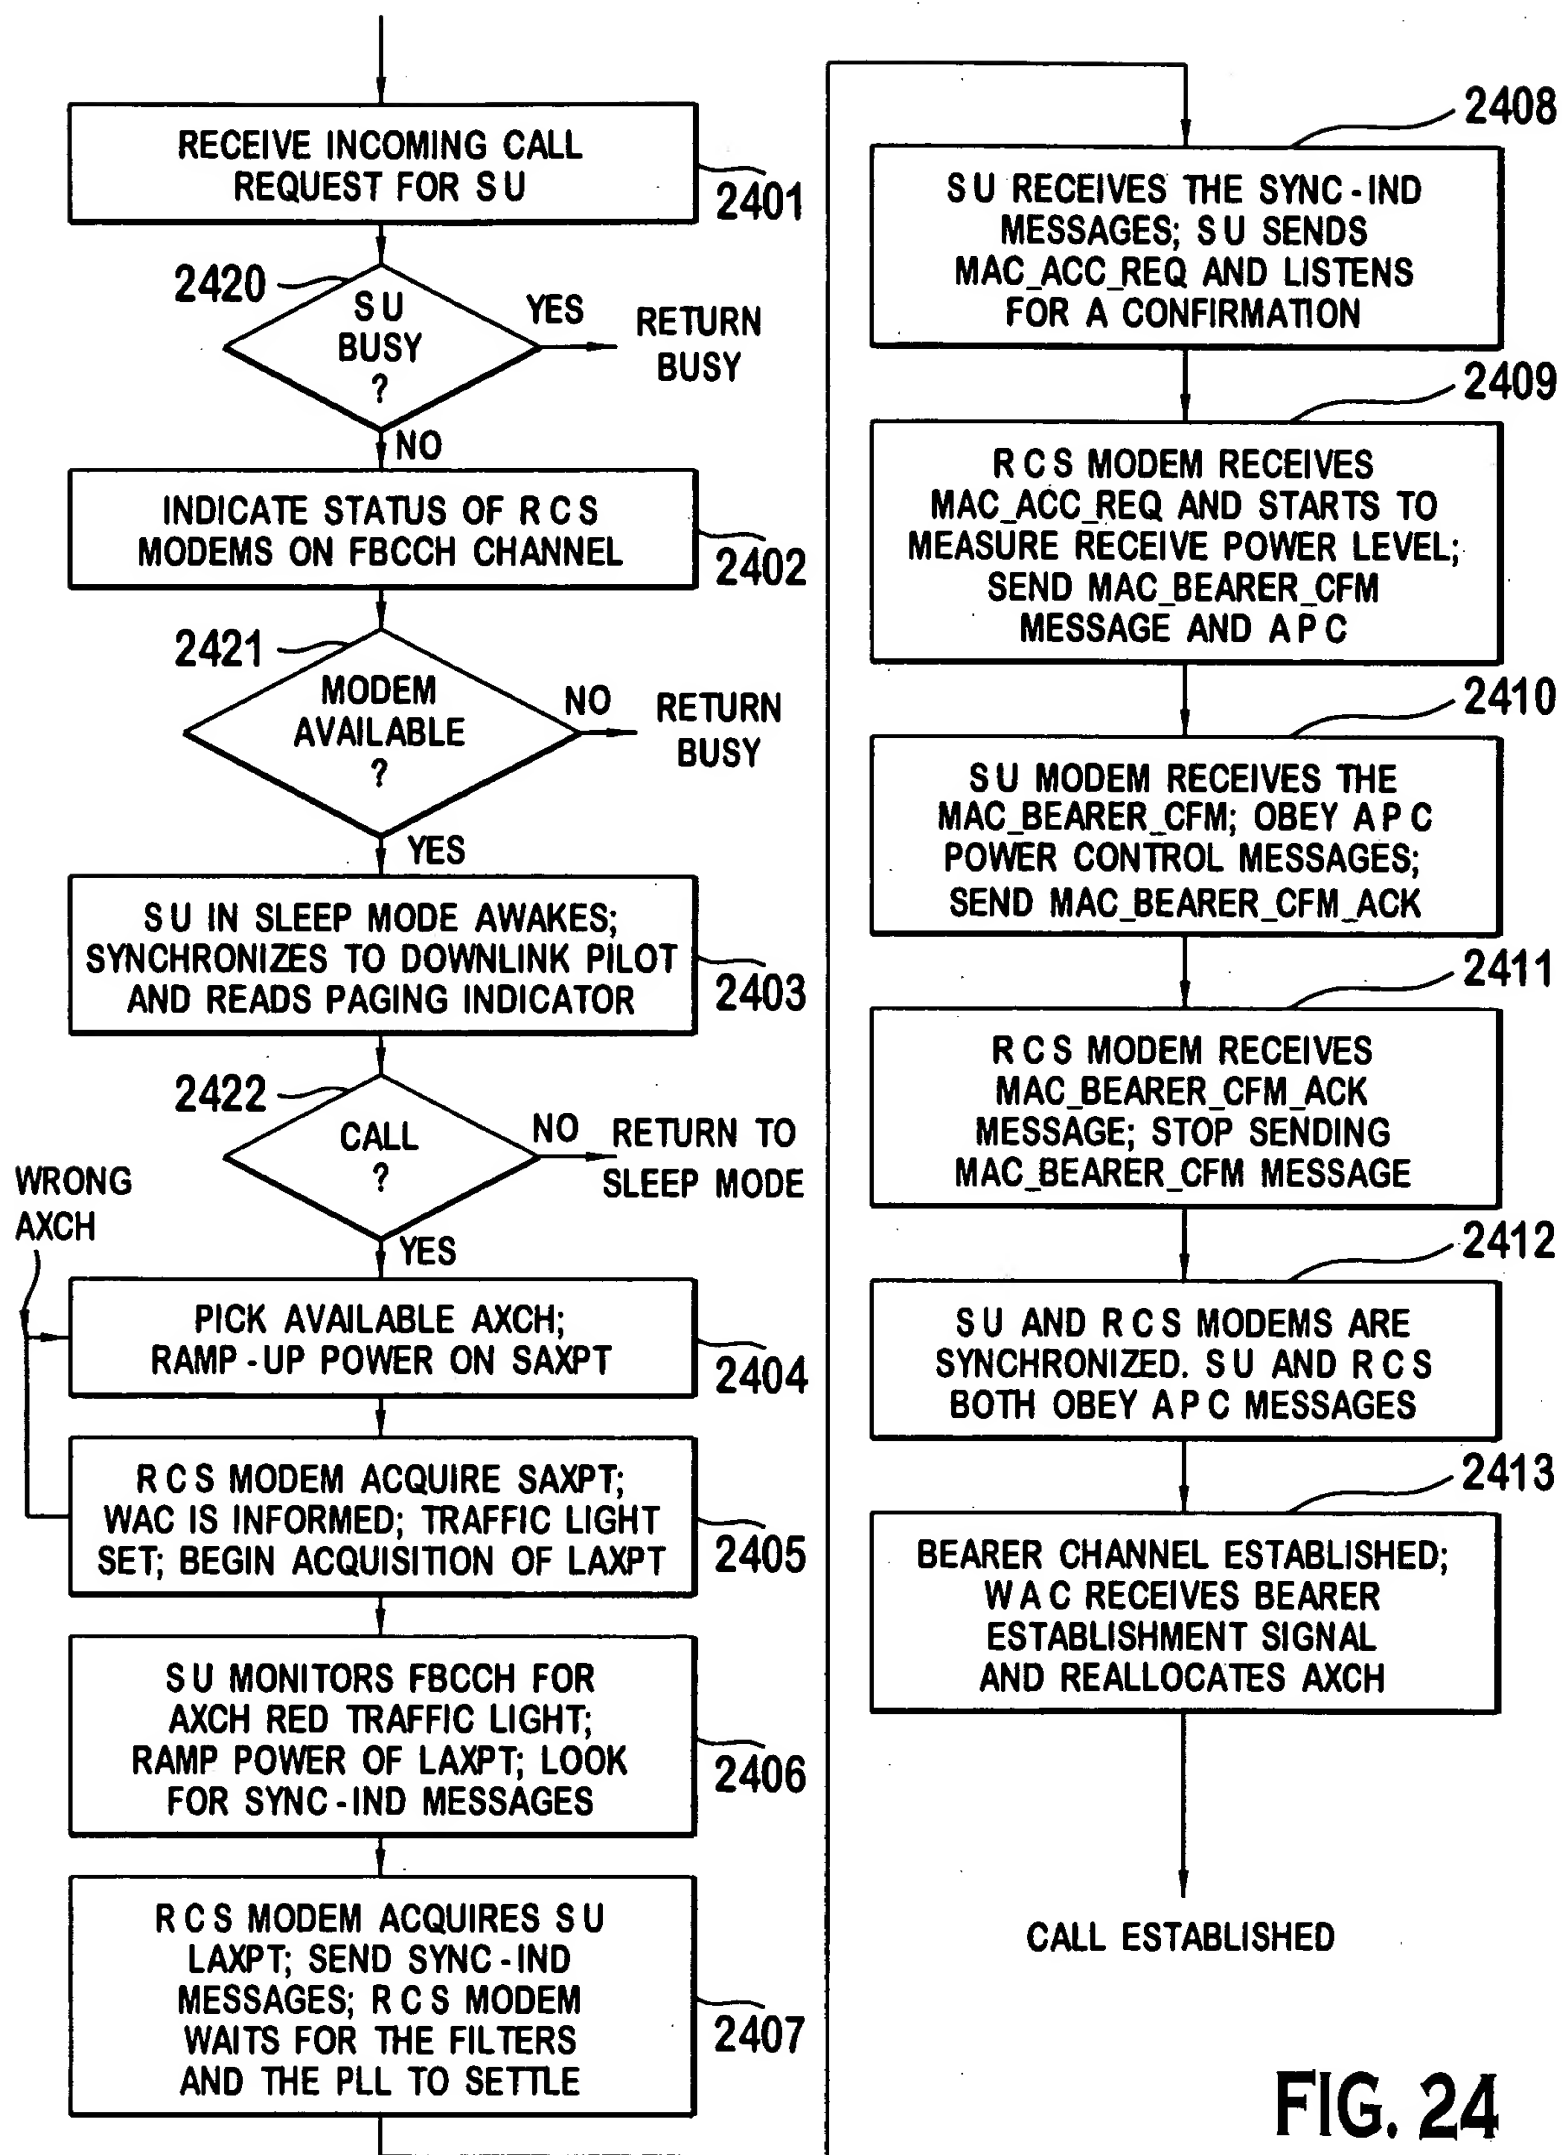 RECEIVE INCOMING CALL
REQUEST FOR SU
2401
2420
SU
BUSY
?
YES
RETURN
BUSY
NO
INDICATE STATUS OF RCS
MODEMS ON FBCCH CHANNEL
2402
2421
MODEM
AVAILABLE
?
NO
RETURN
BUSY
YES
SU IN SLEEP MODE AWAKES;
SYNCHRONIZES TO DOWNLINK PILOT
AND READS PAGING INDICATOR
2403
2422
CALL
?
NO
RETURN TO
SLEEP MODE
WRONG
AXCH
YES
PICK AVAILABLE AXCH;
RAMP-UP POWER ON SAXPT
2404
RCS MODEM ACQUIRE SAXPT;
WAC IS INFORMED; TRAFFIC LIGHT
SET; BEGIN ACQUISITION OF LAXPT
2405
SU MONITORS FBCCH FOR
AXCH RED TRAFFIC LIGHT;
RAMP POWER OF LAXPT; LOOK
FOR SYNC-IND MESSAGES
2406
RCS MODEM ACQUIRES SU
LAXPT; SEND SYNC-IND
MESSAGES; RCS MODEM
WAITS FOR THE FILTERS
AND THE PLL TO SETTLE
2407
2408
SU RECEIVES THE SYNC-IND
MESSAGES; SU SENDS
MAC_ACC_REQ AND LISTENS
FOR A CONFIRMATION
2409
RCS MODEM RECEIVES
MAC_ACC_REQ AND STARTS TO
MEASURE RECEIVE POWER LEVEL;
SEND MAC_BEARER_CFM
MESSAGE AND APC
2410
SU MODEM RECEIVES THE
MAC_BEARER_CFM; OBEY APC
POWER CONTROL MESSAGES;
SEND MAC_BEARER_CFM_ACK
2411
RCS MODEM RECEIVES
MAC_BEARER_CFM_ACK
MESSAGE; STOP SENDING
MAC_BEARER_CFM MESSAGE
2412
SU AND RCS MODEMS ARE
SYNCHRONIZED. SU AND RCS
BOTH OBEY APC MESSAGES
2413
BEARER CHANNEL ESTABLISHED;
WAC RECEIVES BEARER
ESTABLISHMENT SIGNAL
AND REALLOCATES AXCH
CALL ESTABLISHED
FIG. 24